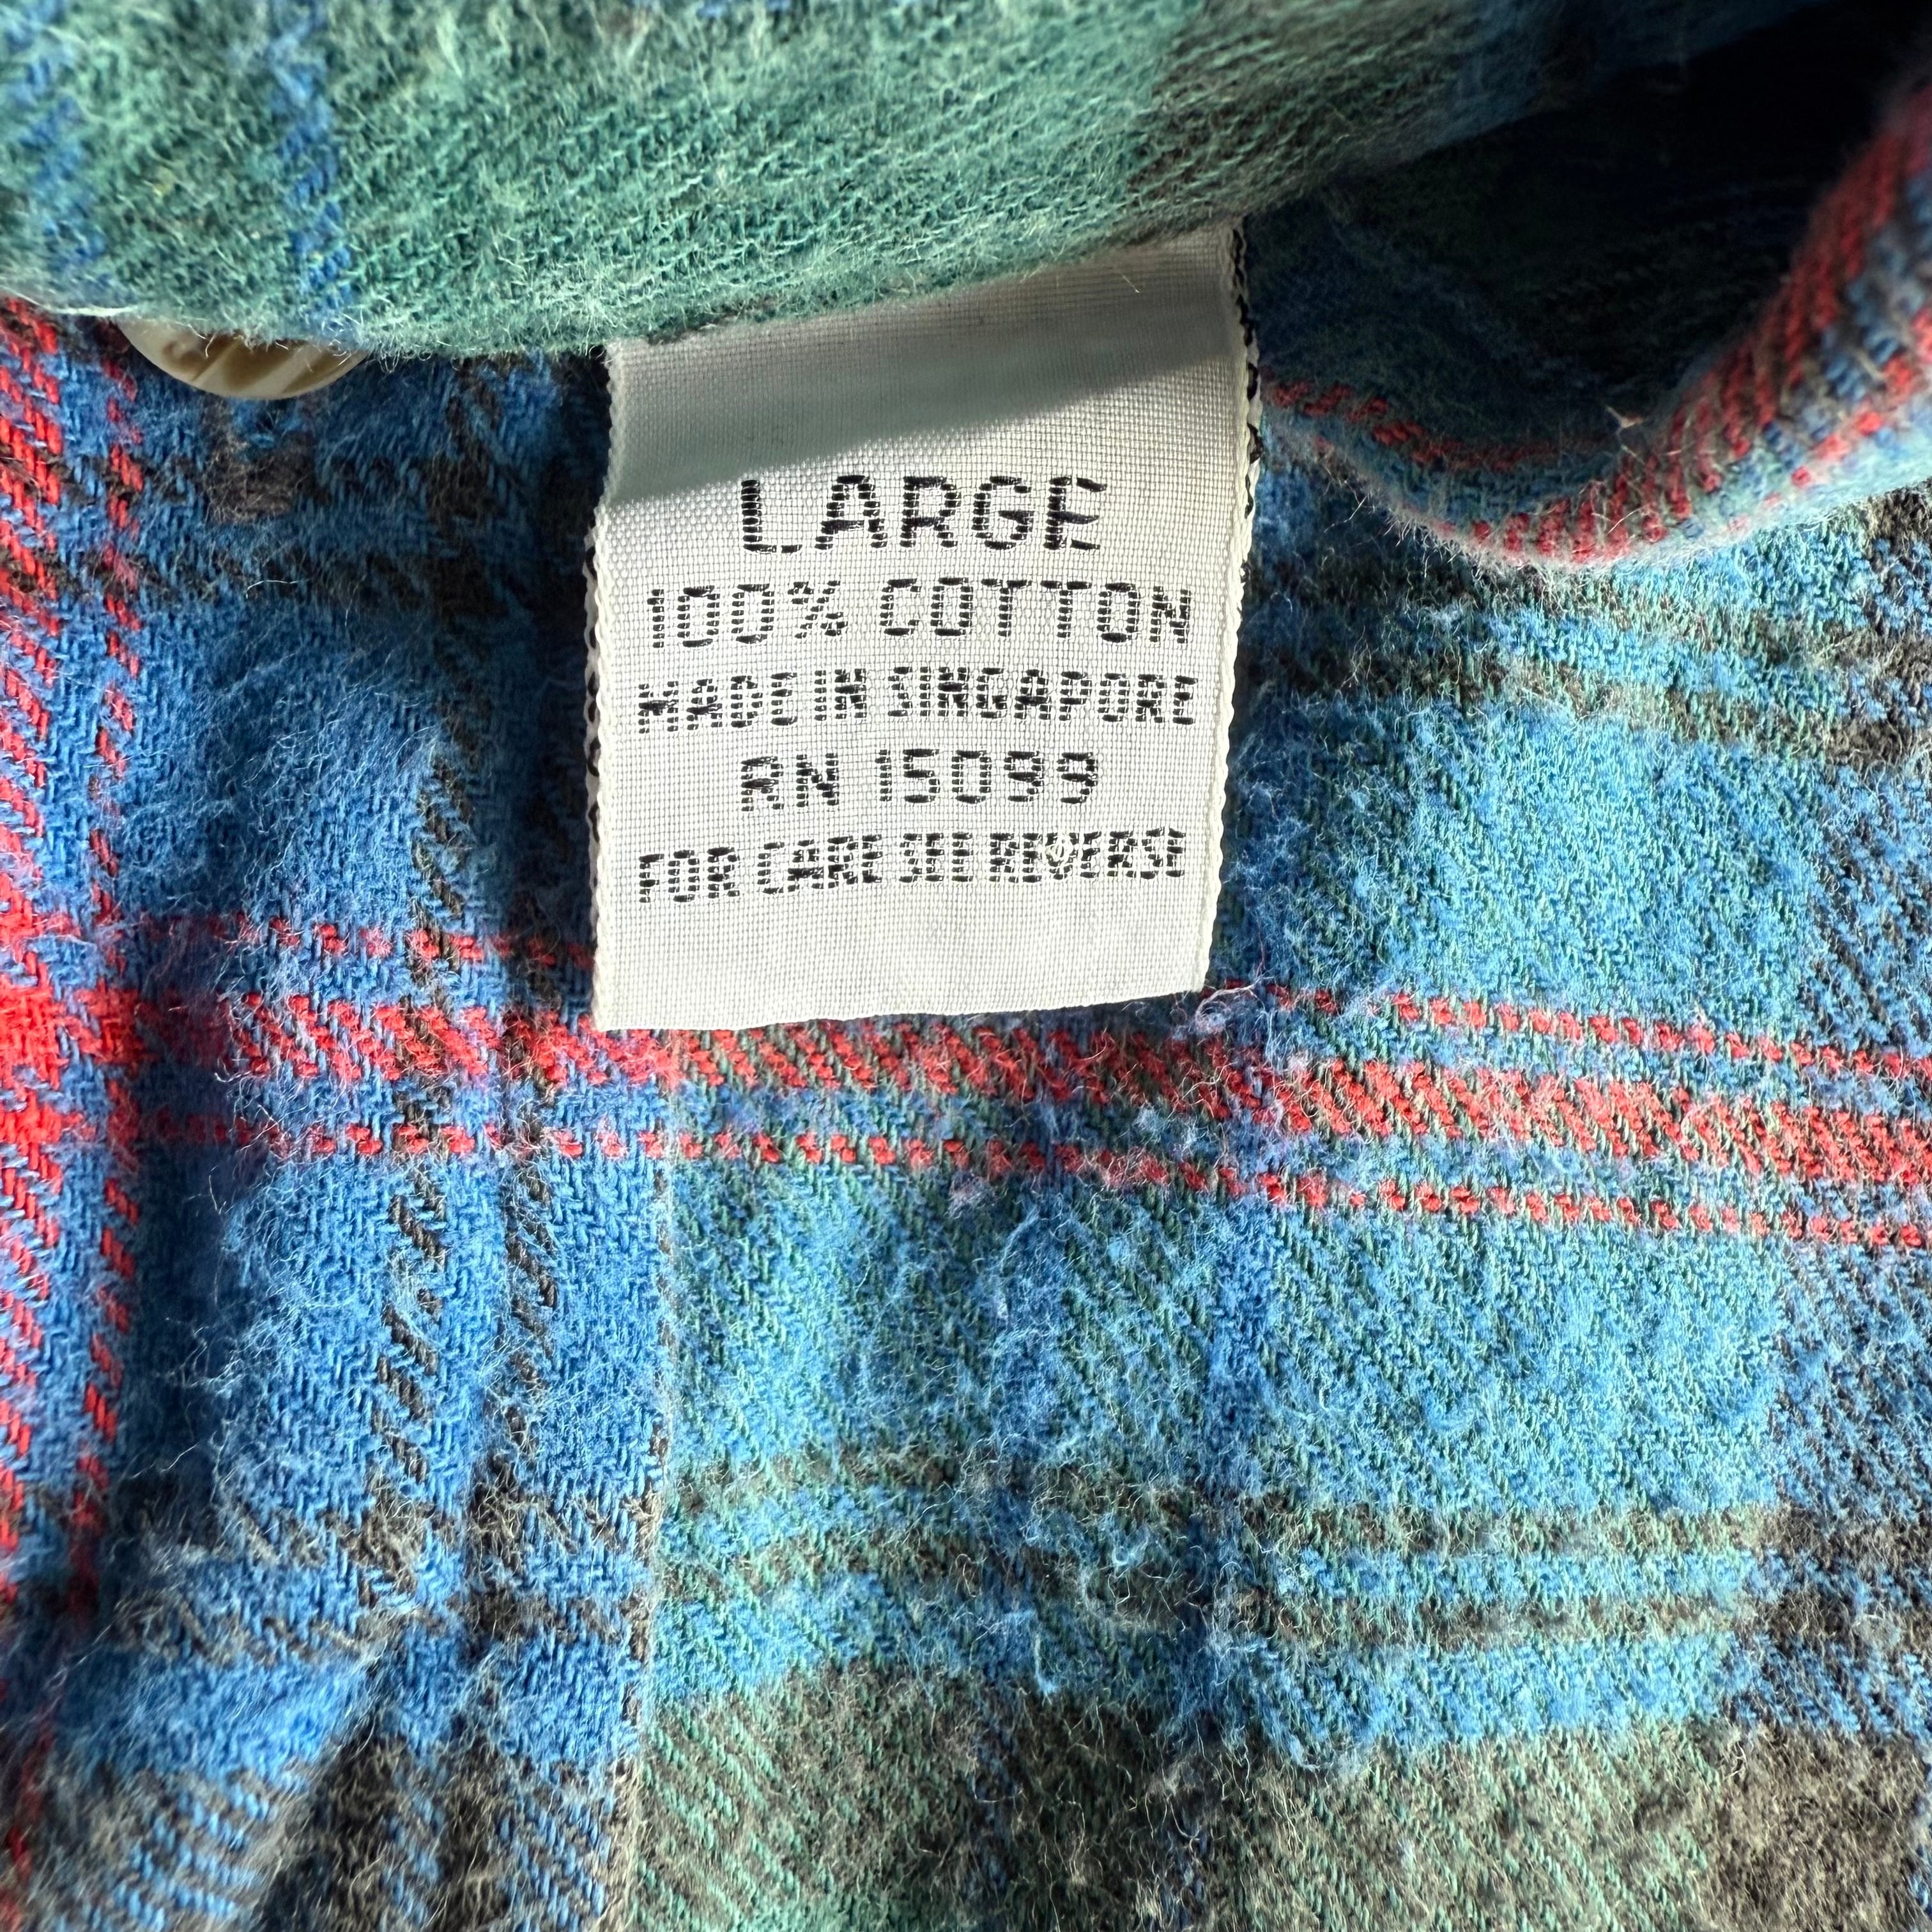 LARGE
100% COTTON
MADE IN SINGAPORE
RN 15099
FOR CARE SEE REVERSE